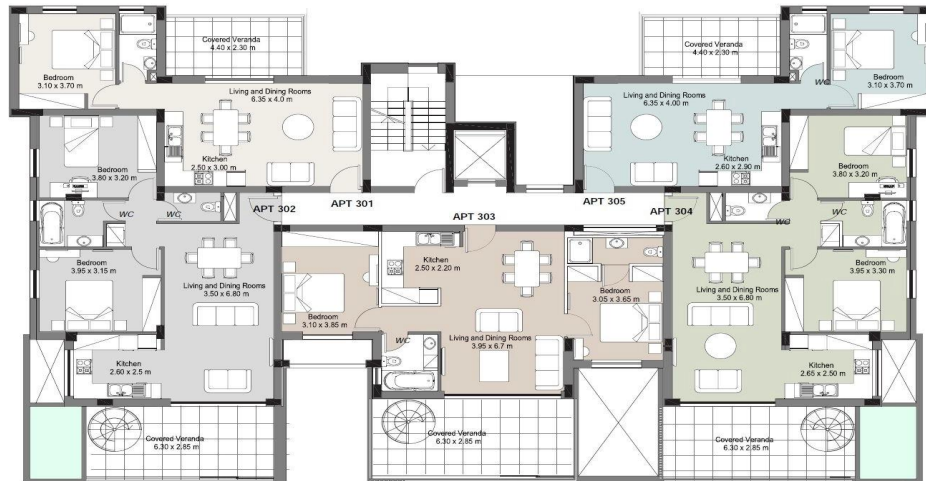 Covered Veranda
4.40 x 2.30 m
Covered Veranda
4.40 x 2.30 m
Bedroom
3.10 x 3.70 m
Living and Dining Rooms
6.35 x 4.0 m
Living and Dining Rooms
6.35 x 4.00 m
WC
Bedroom
3.10 x 3.70 m
Kitchen
2.50 x 3.00 m
Kitchen
2.60 x 2.90 m
Bedroom
3.80 x 3.20 m
Bedroom
3.80 x 3.20 m
WC
WC
APT 302
APT 301
APT 303
APT 305
APT 304
WC
WC
Bedroom
3.95 x 3.15 m
Kitchen
2.50 x 2.20 m
Bedroom
3.95 x 3.30 m
Living and Dining Rooms
3.50 x 6.80 m
Bedroom
3.10 x 3.85 m
Bedroom
3.05 x 3.65 m
Living and Dining Rooms
3.50 x 6.80 m
WC
Living and Dining Rooms
3.95 x 6.7 m
Kitchen
2.60 x 2.5 m
Kitchen
2.65 x 2.50 m
Covered Veranda
6.30 x 2.85 m
Covered Veranda
6.30 x 2.85 m
Covered Veranda
6.30 x 2.85 m